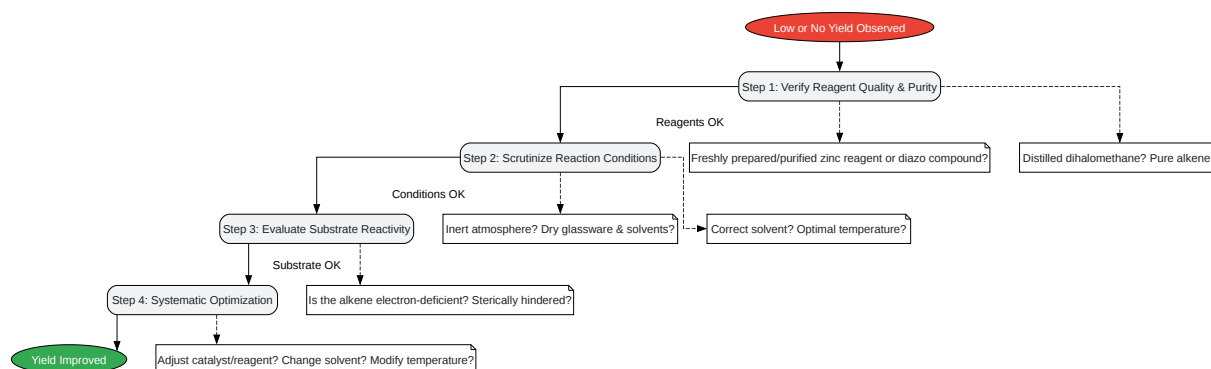 Low or No Yield Observed
Step 1: Verify Reagent Quality & Purity
Reagents OK
Step 2: Scrutinize Reaction Conditions
Freshly prepared/purified zinc reagent or diazo compound?
Distilled dihalomethane? Pure alkene
Conditions OK
Step 3: Evaluate Substrate Reactivity
Inert atmosphere? Dry glassware & solvents?
Correct solvent? Optimal temperature?
Substrate OK
Step 4: Systematic Optimization
Is the alkene electron-deficient? Sterically hindered?
Yield Improved
Adjust catalyst/reagent? Change solvent? Modify temperature?